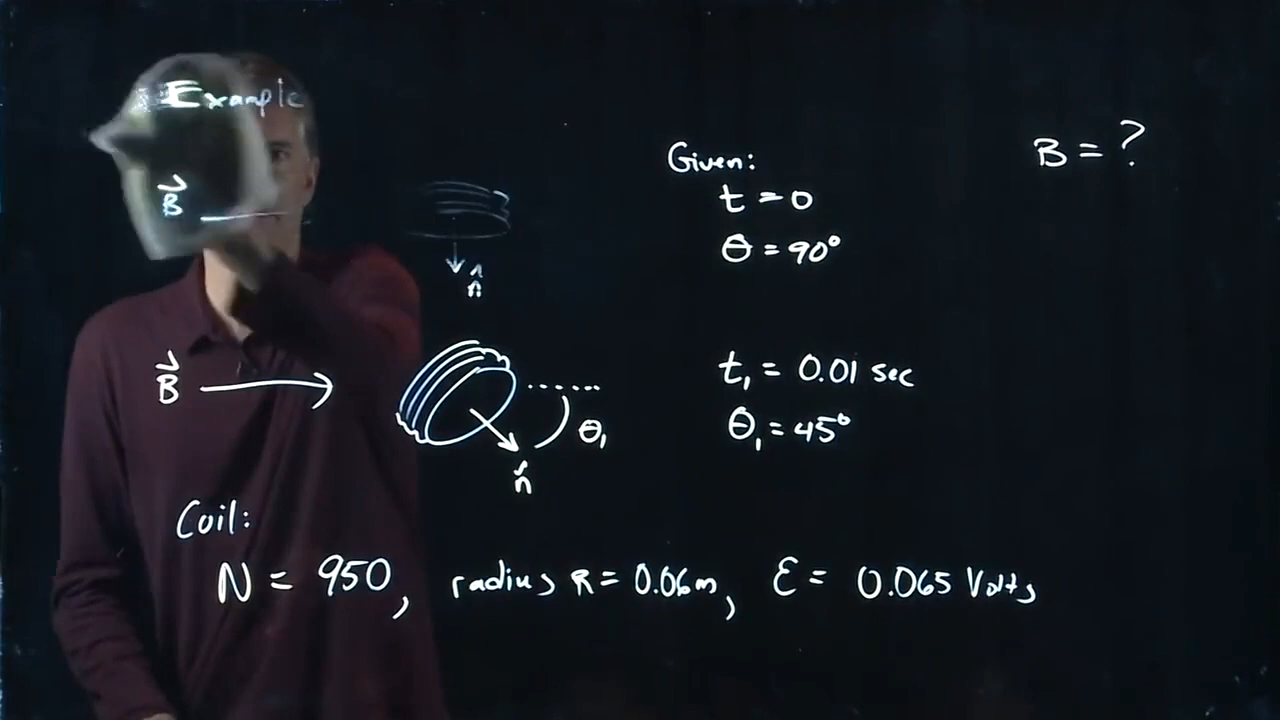 Example
B⃗
n̂
Given:
t = 0
θ = 90°
B = ?
B⃗
θ₁
n̂
t₁ = 0.01 sec
θ₁ = 45°
Coil:
N = 950, radius R = 0.06m, ε = 0.065 Volts